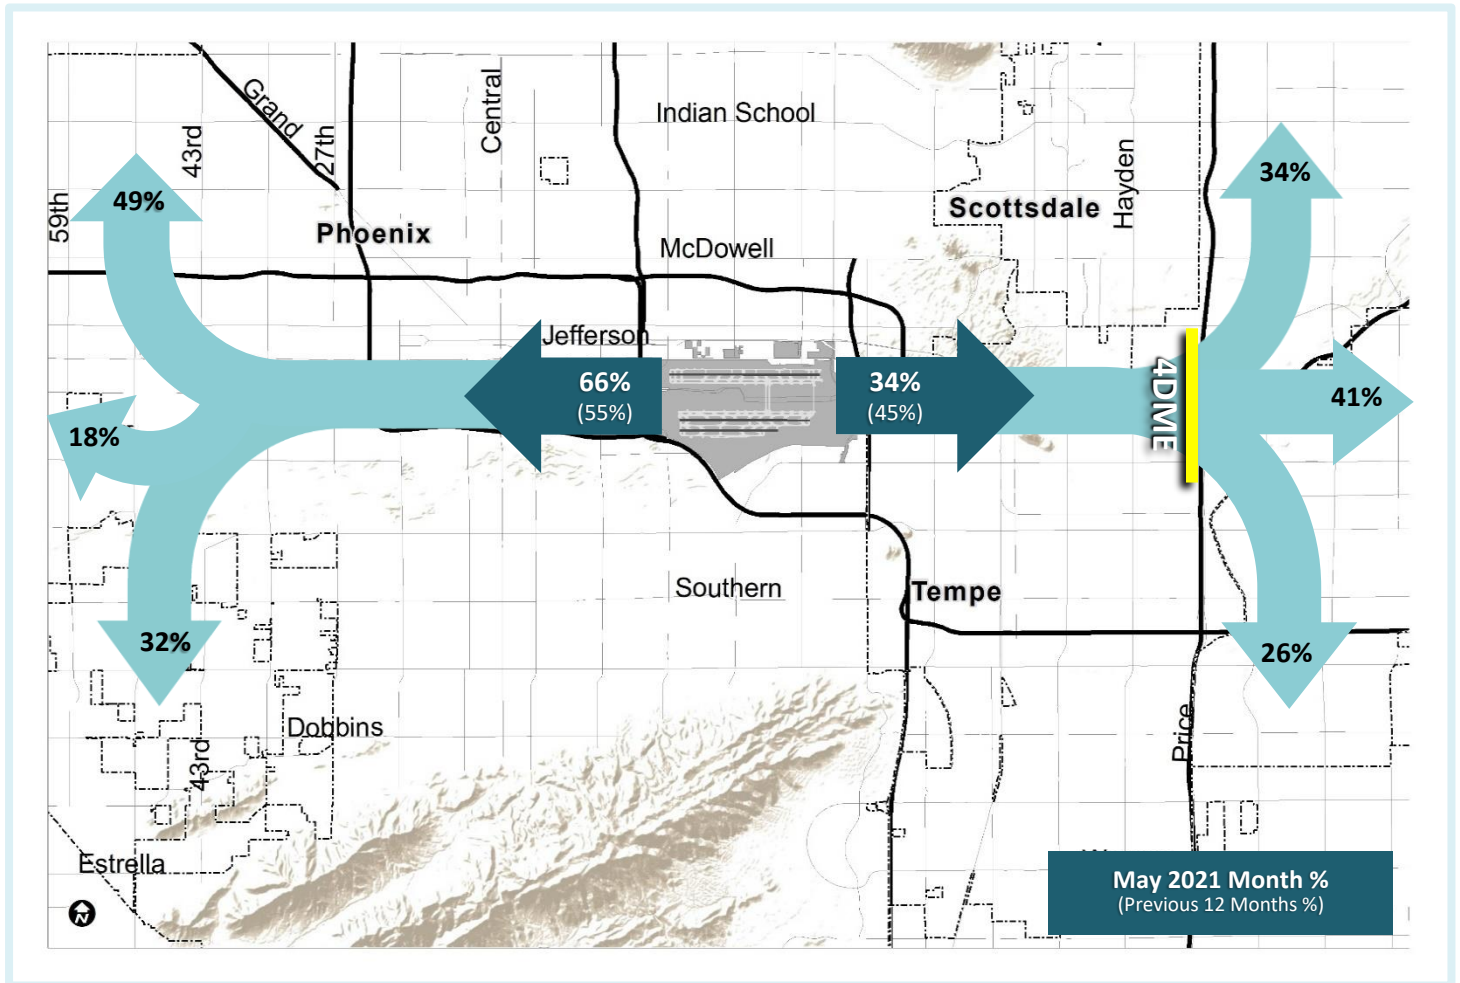 Grand
43rd
27th
Central
Indian School
Hayden
34%
49%
59th
Phoenix
Scottsdale
McDowell
Jefferson
66%
(55%)
34%
(45%)
4DME
41%
18%
Southern
Tempe
32%
26%
Dobbins
43rd
Price
Estrella
May 2021 Month %
(Previous 12 Months %)
N